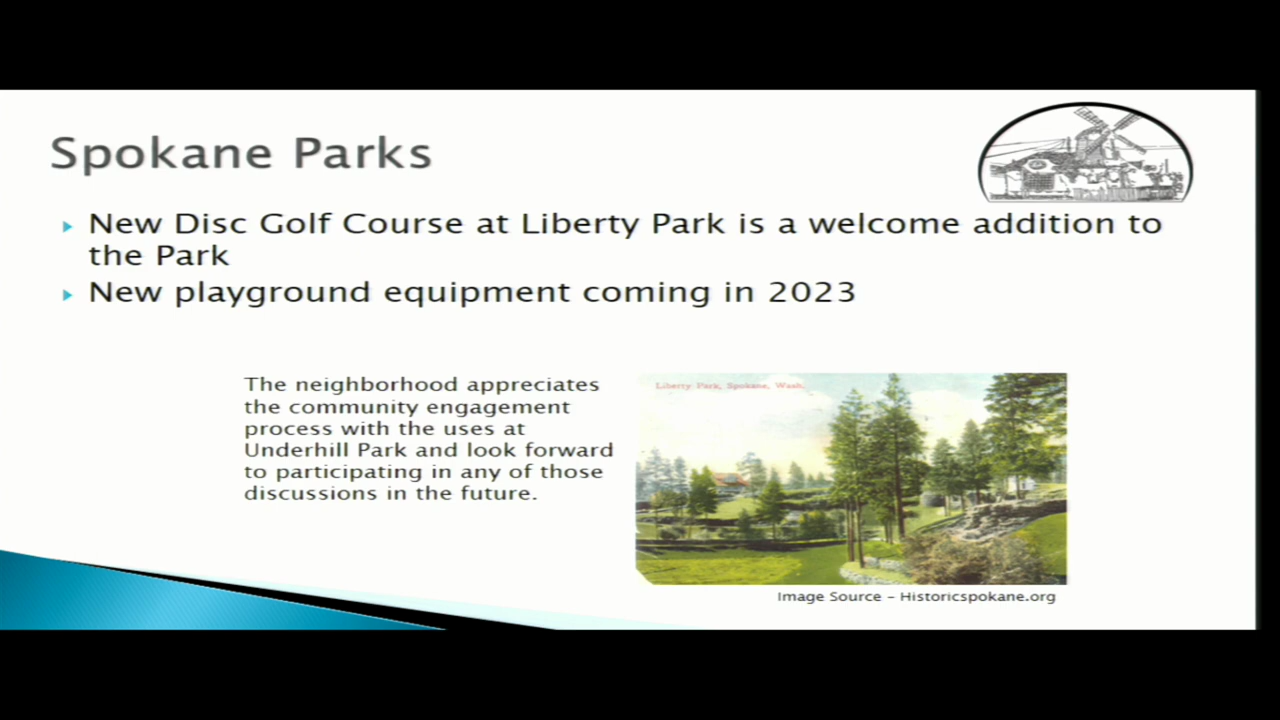 Spokane Parks
New Disc Golf Course at Liberty Park is a welcome addition to
the Park
New playground equipment coming in 2023
The neighborhood appreciates
the community engagement
process with the uses at
Underhill Park and look forward
to participating in any of those
discussions in the future.
Liberty Park, Spokane, Wash.
Image Source – Historicspokane.org